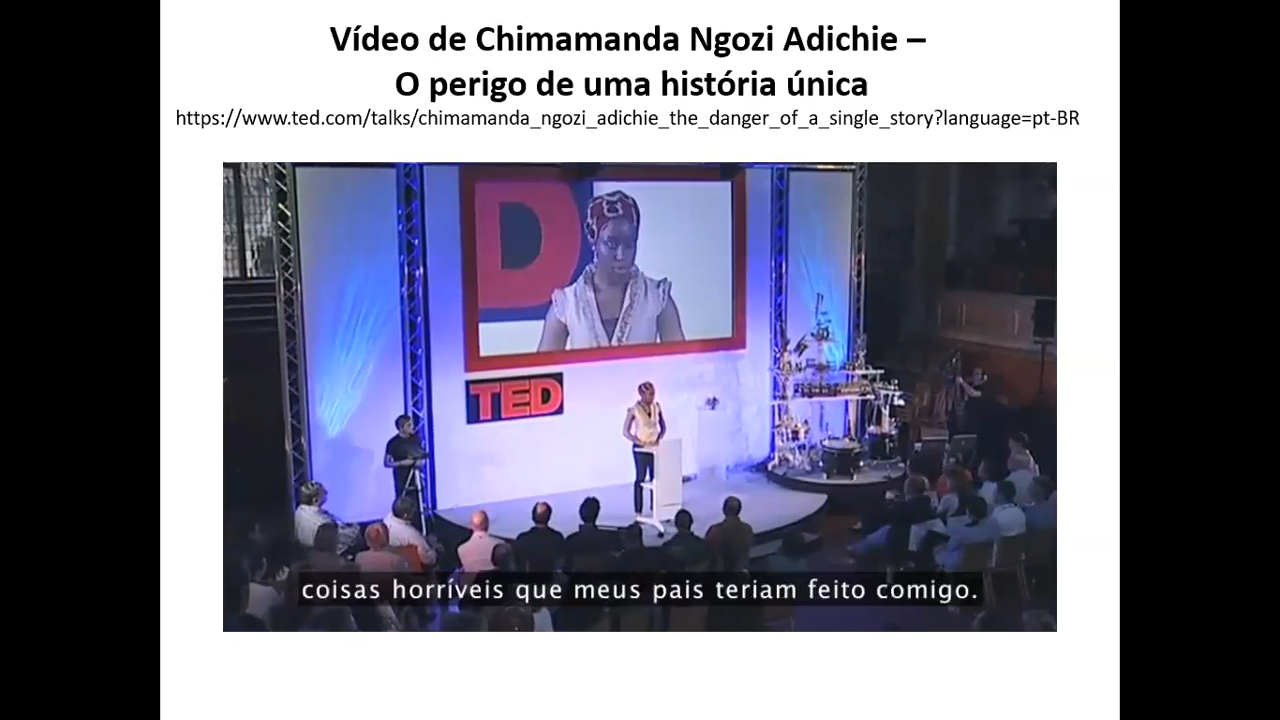 Vídeo de Chimamanda Ngozi Adichie –
O perigo de uma história única
https://www.ted.com/talks/chimamanda_ngozi_adichie_the_danger_of_a_single_story?language=pt-BR
D
TED
coisas horríveis que meus pais teriam feito comigo.